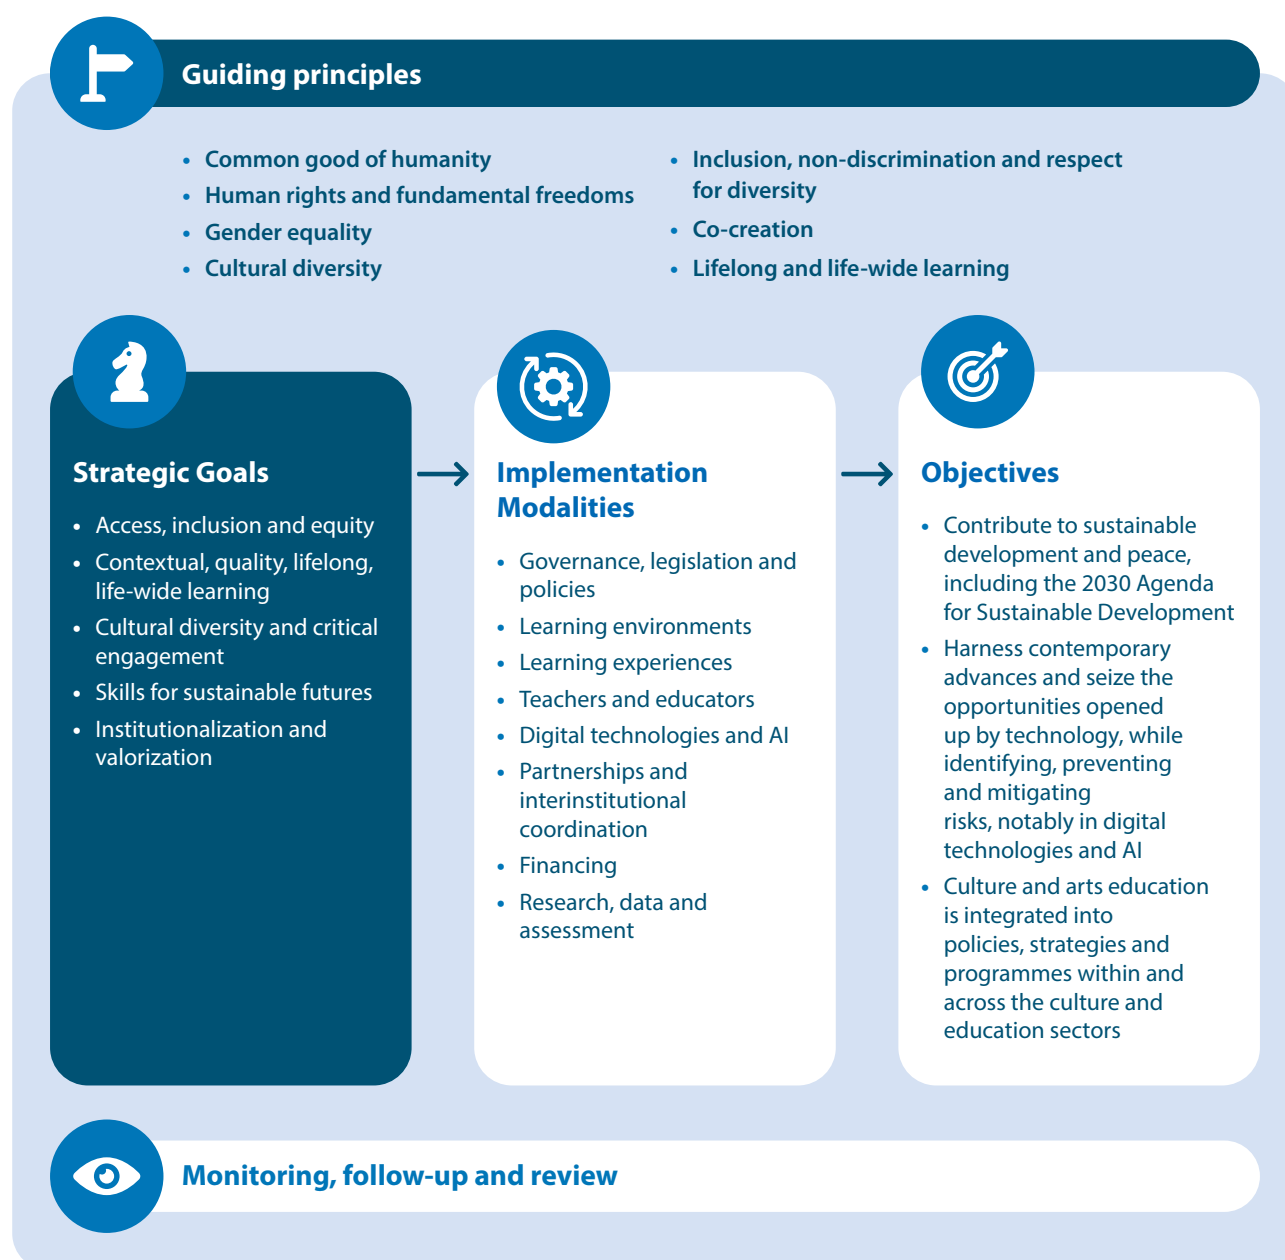 Guiding principles
• Common good of humanity
• Human rights and fundamental freedoms
• Gender equality
• Cultural diversity
• Inclusion, non-discrimination and respect
for diversity
• Co-creation
• Lifelong and life-wide learning
Strategic Goals
• Access, inclusion and equity
• Contextual, quality, lifelong,
life-wide learning
• Cultural diversity and critical
engagement
• Skills for sustainable futures
• Institutionalization and
valorization
Implementation
Modalities
• Governance, legislation and
policies
• Learning environments
• Learning experiences
• Teachers and educators
• Digital technologies and AI
• Partnerships and
interinstitutional
coordination
• Financing
• Research, data and
assessment
Objectives
• Contribute to sustainable
development and peace,
including the 2030 Agenda
for Sustainable Development
• Harness contemporary
advances and seize the
opportunities opened
up by technology, while
identifying, preventing
and mitigating
risks, notably in digital
technologies and AI
• Culture and arts education
is integrated into
policies, strategies and
programmes within and
across the culture and
education sectors
Monitoring, follow-up and review